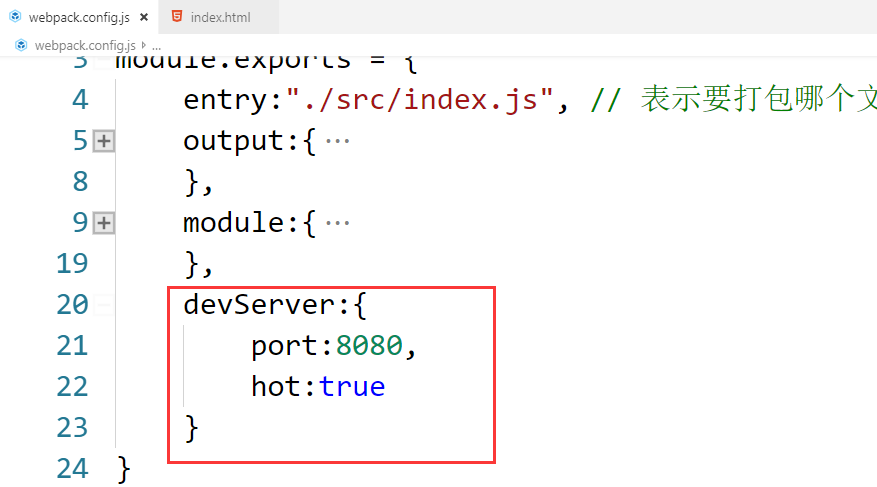 webpack.config.js × index.html
webpack.config.js ...
3 module.exports = {
4 entry:"./src/index.js", // 表示要打包哪个文
5 output:{ ...
8 },
9 module:{ ...
19 },
20 devServer:{
21 port:8080,
22 hot:true
23 }
24 }